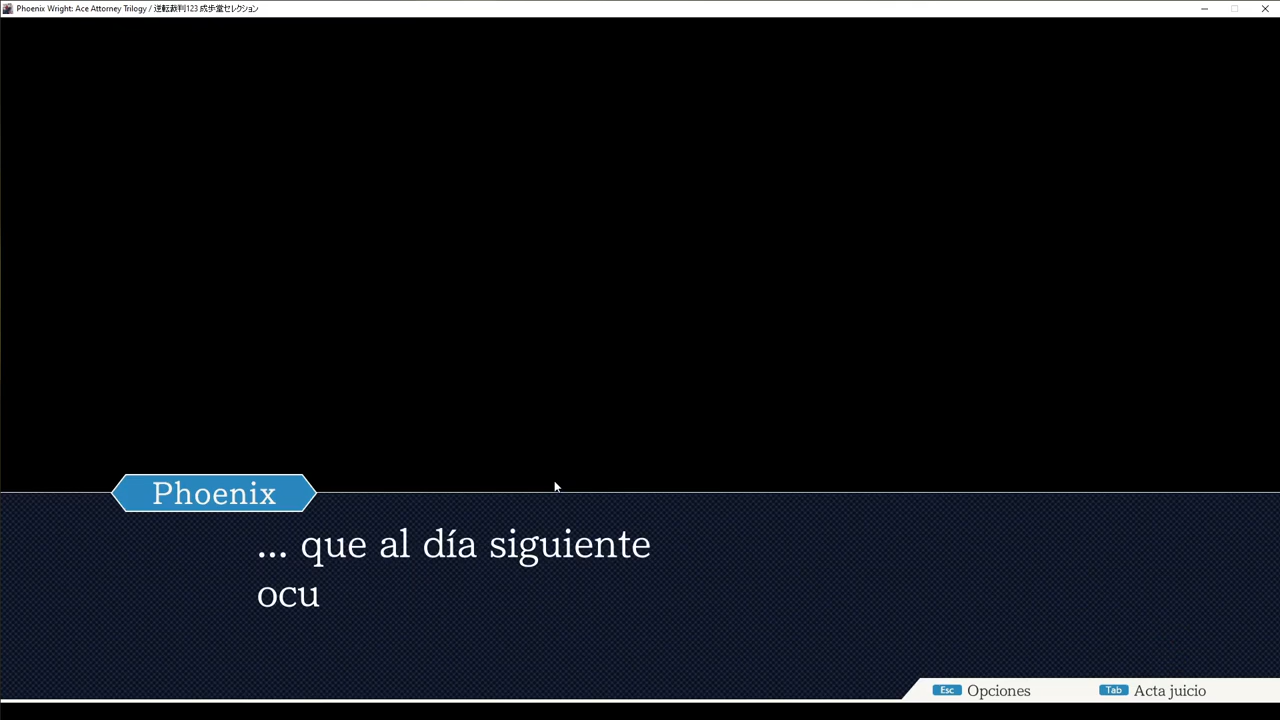 Phoenix Wright: Ace Attorney Trilogy / 逆転裁判123 成歩堂セレクション
Phoenix
... que al día siguiente
ocu
Esc Opciones
Tab Acta juicio